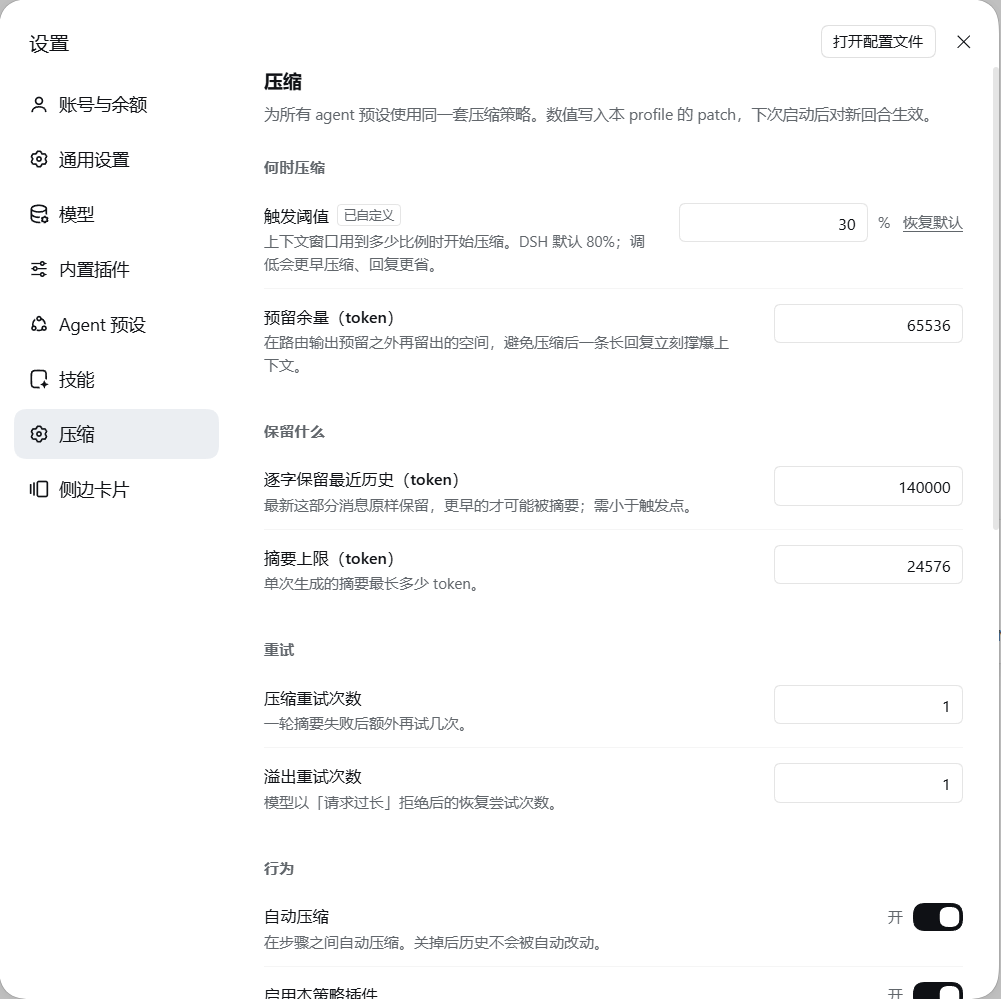 设置
打开配置文件
账号与余额
通用设置
模型
内置插件
Agent 预设
技能
压缩
侧边卡片
压缩
为所有 agent 预设使用同一套压缩策略。数值写入本 profile 的 patch，下次启动后对新回合生效。
何时压缩
触发阈值 已自定义
上下文窗口用到多少比例时开始压缩。DSH 默认 80%；调
低会更早压缩、回复更省。
30 % 恢复默认
预留余量（token）
在路由输出预留之外再留出的空间，避免压缩后一条长回复立刻撑爆上
下文。
65536
保留什么
逐字保留最近历史（token）
最新这部分消息原样保留，更早的才可能被摘要；需小于触发点。
140000
摘要上限（token）
单次生成的摘要最长多少 token。
24576
重试
压缩重试次数
一轮摘要失败后额外再试几次。
1
溢出重试次数
模型以「请求过长」拒绝后的恢复尝试次数。
1
行为
自动压缩
在步骤之间自动压缩。关掉后历史不会被自动改动。
开
启用本策略插件
开